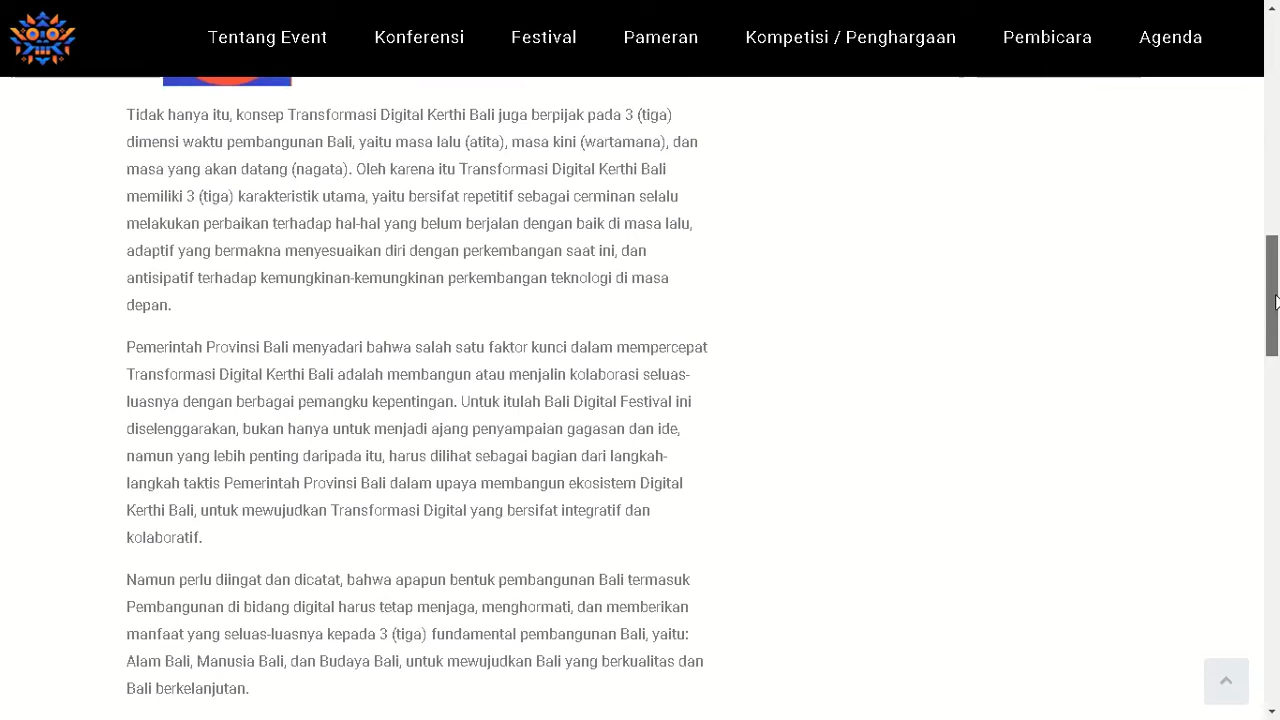 Tentang Event
Konferensi
Festival
Pameran
Kompetisi / Penghargaan
Pembicara
Agenda
Tidak hanya itu, konsep Transformasi Digital Kerthi Bali juga berpijak pada 3 (tiga)
dimensi waktu pembangunan Bali, yaitu masa lalu (atita), masa kini (wartamana), dan
masa yang akan datang (nagata). Oleh karena itu Transformasi Digital Kerthi Bali
memiliki 3 (tiga) karakteristik utama, yaitu bersifat repetitif sebagai cerminan selalu
melakukan perbaikan terhadap hal-hal yang belum berjalan dengan baik di masa lalu,
adaptif yang bermakna menyesuaikan diri dengan perkembangan saat ini, dan
antisipatif terhadap kemungkinan-kemungkinan perkembangan teknologi di masa
depan.
Pemerintah Provinsi Bali menyadari bahwa salah satu faktor kunci dalam mempercepat
Transformasi Digital Kerthi Bali adalah membangun atau menjalin kolaborasi seluas-
luasnya dengan berbagai pemangku kepentingan. Untuk itulah Bali Digital Festival ini
diselenggarakan, bukan hanya untuk menjadi ajang penyampaian gagasan dan ide,
namun yang lebih penting daripada itu, harus dilihat sebagai bagian dari langkah-
langkah taktis Pemerintah Provinsi Bali dalam upaya membangun ekosistem Digital
Kerthi Bali, untuk mewujudkan Transformasi Digital yang bersifat integratif dan
kolaboratif.
Namun perlu diingat dan dicatat, bahwa apapun bentuk pembangunan Bali termasuk
Pembangunan di bidang digital harus tetap menjaga, menghormati, dan memberikan
manfaat yang seluas-luasnya kepada 3 (tiga) fundamental pembangunan Bali, yaitu:
Alam Bali, Manusia Bali, dan Budaya Bali, untuk mewujudkan Bali yang berkualitas dan
Bali berkelanjutan.